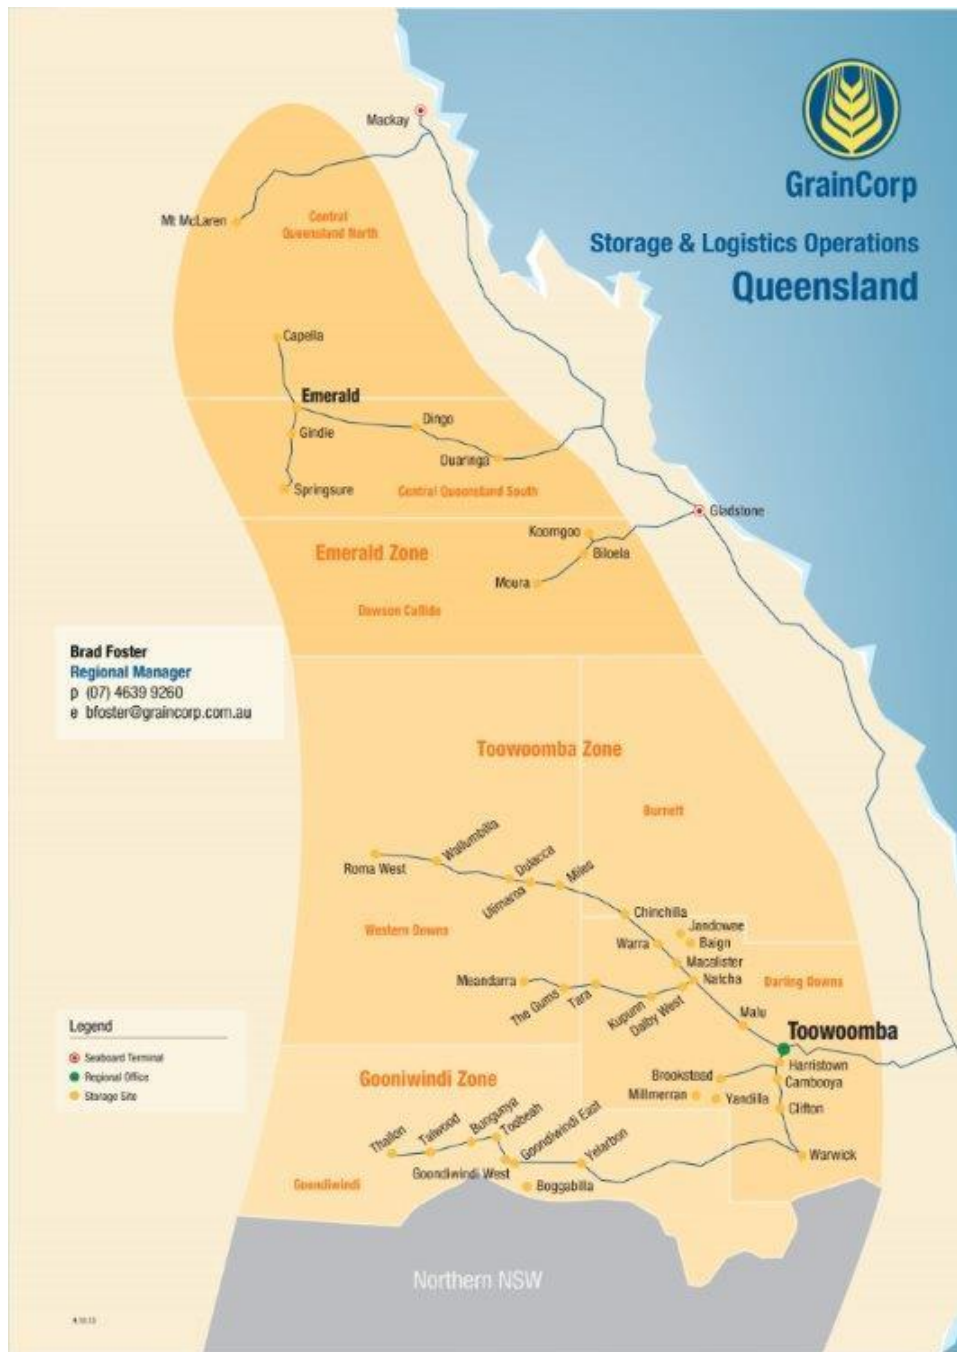 GrainCorp
Storage & Logistics Operations
Queensland
Mackay
Mt McLaren
Central
Queensland North
Capella
Emerald
Gindie
Dingo
Duaringa
Springsure
Central Queensland South
Gladstone
Koorngoo
Biloela
Moura
Emerald Zone
Dawson Callide
Brad Foster
Regional Manager
p (07) 4639 9260
e bfoster@graincorp.com.au
Toowoomba Zone
Burnett
Roma West
Wallumbilla
Dulacca
Ulimaroa
Miles
Western Downs
Chinchilla
Jandowae
Baign
Warra
Macalister
Natcha
Meandarra
The Gums
Tara
Kupunn
Dalby West
Darling Downs
Malu
Toowoomba
Harristown
Cambooya
Brookstead
Millmerran
Yandilla
Clifton
Warwick
Legend
Seaboard Terminal
Regional Office
Storage Site
Gooniwindi Zone
Thallon
Talwood
Bungunya
Toobeah
Goondiwindi East
Goondiwindi West
Yelarbon
Boggabilla
Goondiwindi
Northern NSW